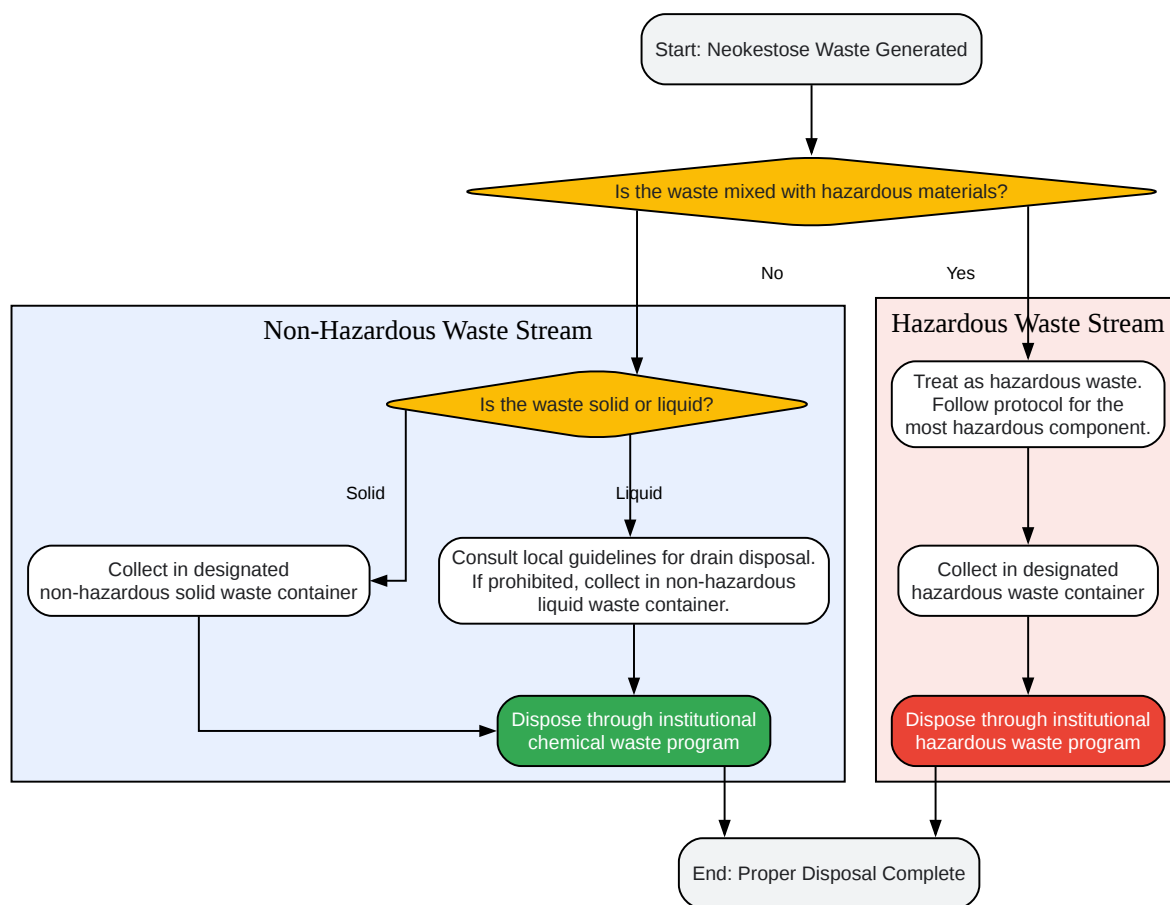 Start: Neokestose Waste Generated
Is the waste mixed with hazardous materials?
No
Yes
Non-Hazardous Waste Stream
Hazardous Waste Stream
Is the waste solid or liquid?
Treat as hazardous waste.
Follow protocol for the
most hazardous component.
Solid
Liquid
Collect in designated
non-hazardous solid waste container
Consult local guidelines for drain disposal.
If prohibited, collect in non-hazardous
liquid waste container.
Collect in designated
hazardous waste container
Dispose through institutional
chemical waste program
Dispose through institutional
hazardous waste program
End: Proper Disposal Complete